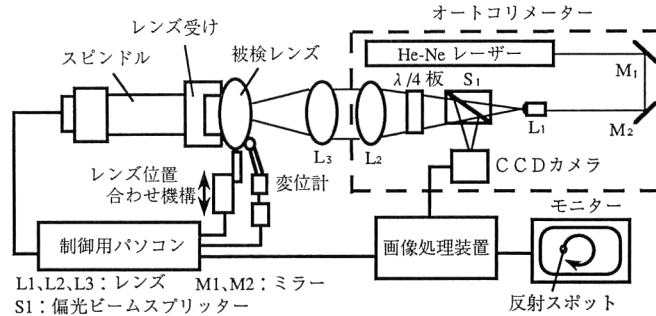 オートコリメーター
レンズ受け
スピンドル
被検レンズ
He-Ne レーザー
λ/4 板
S1
M1
M2
L1
L3
L2
CCDカメラ
レンズ位置
合わせ機構
変位計
モニター
制御用パソコン
画像処理装置
反射スポット
L1、L2、L3：レンズ　M1、M2：ミラー
S1：偏光ビームスプリッター